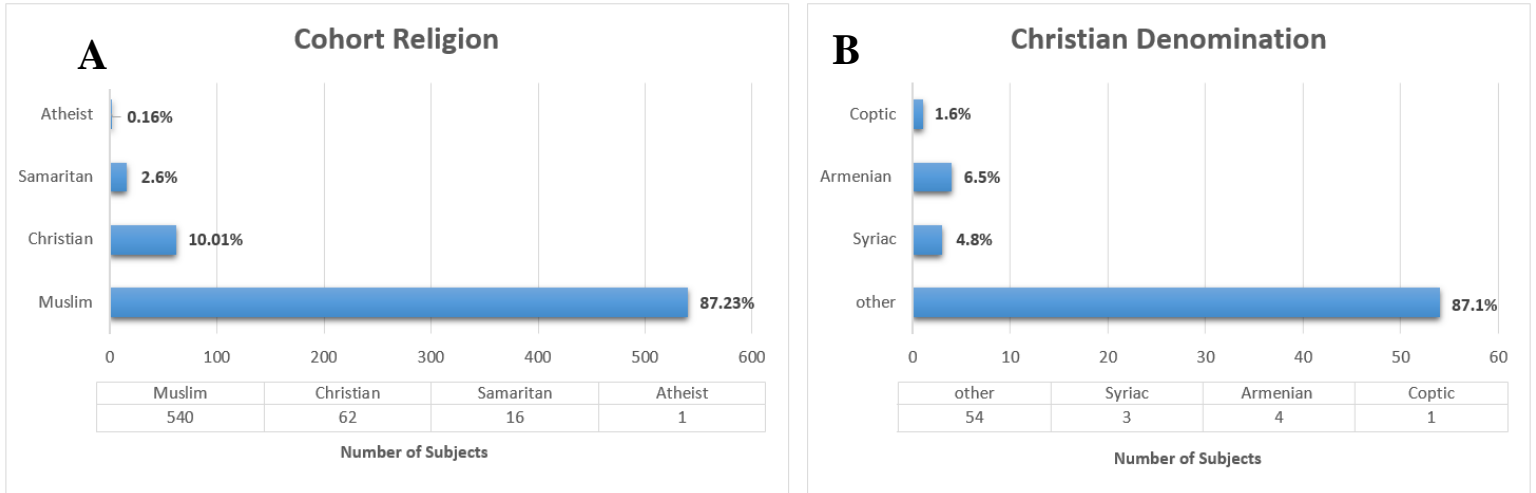 A
Cohort Religion
Atheist 0.16%
Samaritan 2.6%
Christian 10.01%
Muslim 87.23%
0 100 200 300 400 500 600
Muslim Christian Samaritan Atheist
540 62 16 1
Number of Subjects
B
Christian Denomination
Coptic 1.6%
Armenian 6.5%
Syriac 4.8%
other 87.1%
0 10 20 30 40 50 60
other Syriac Armenian Coptic
54 3 4 1
Number of Subjects